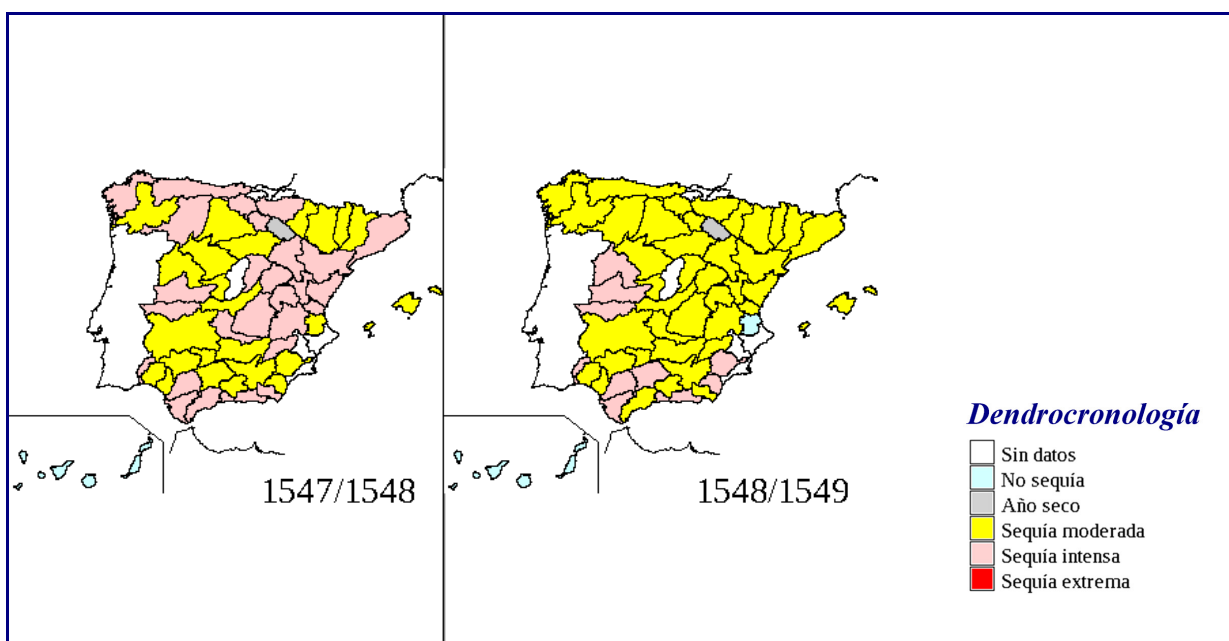 1547/1548
1548/1549
Dendrocronología
Sin datos
No sequía
Año seco
Sequía moderada
Sequía intensa
Sequía extrema